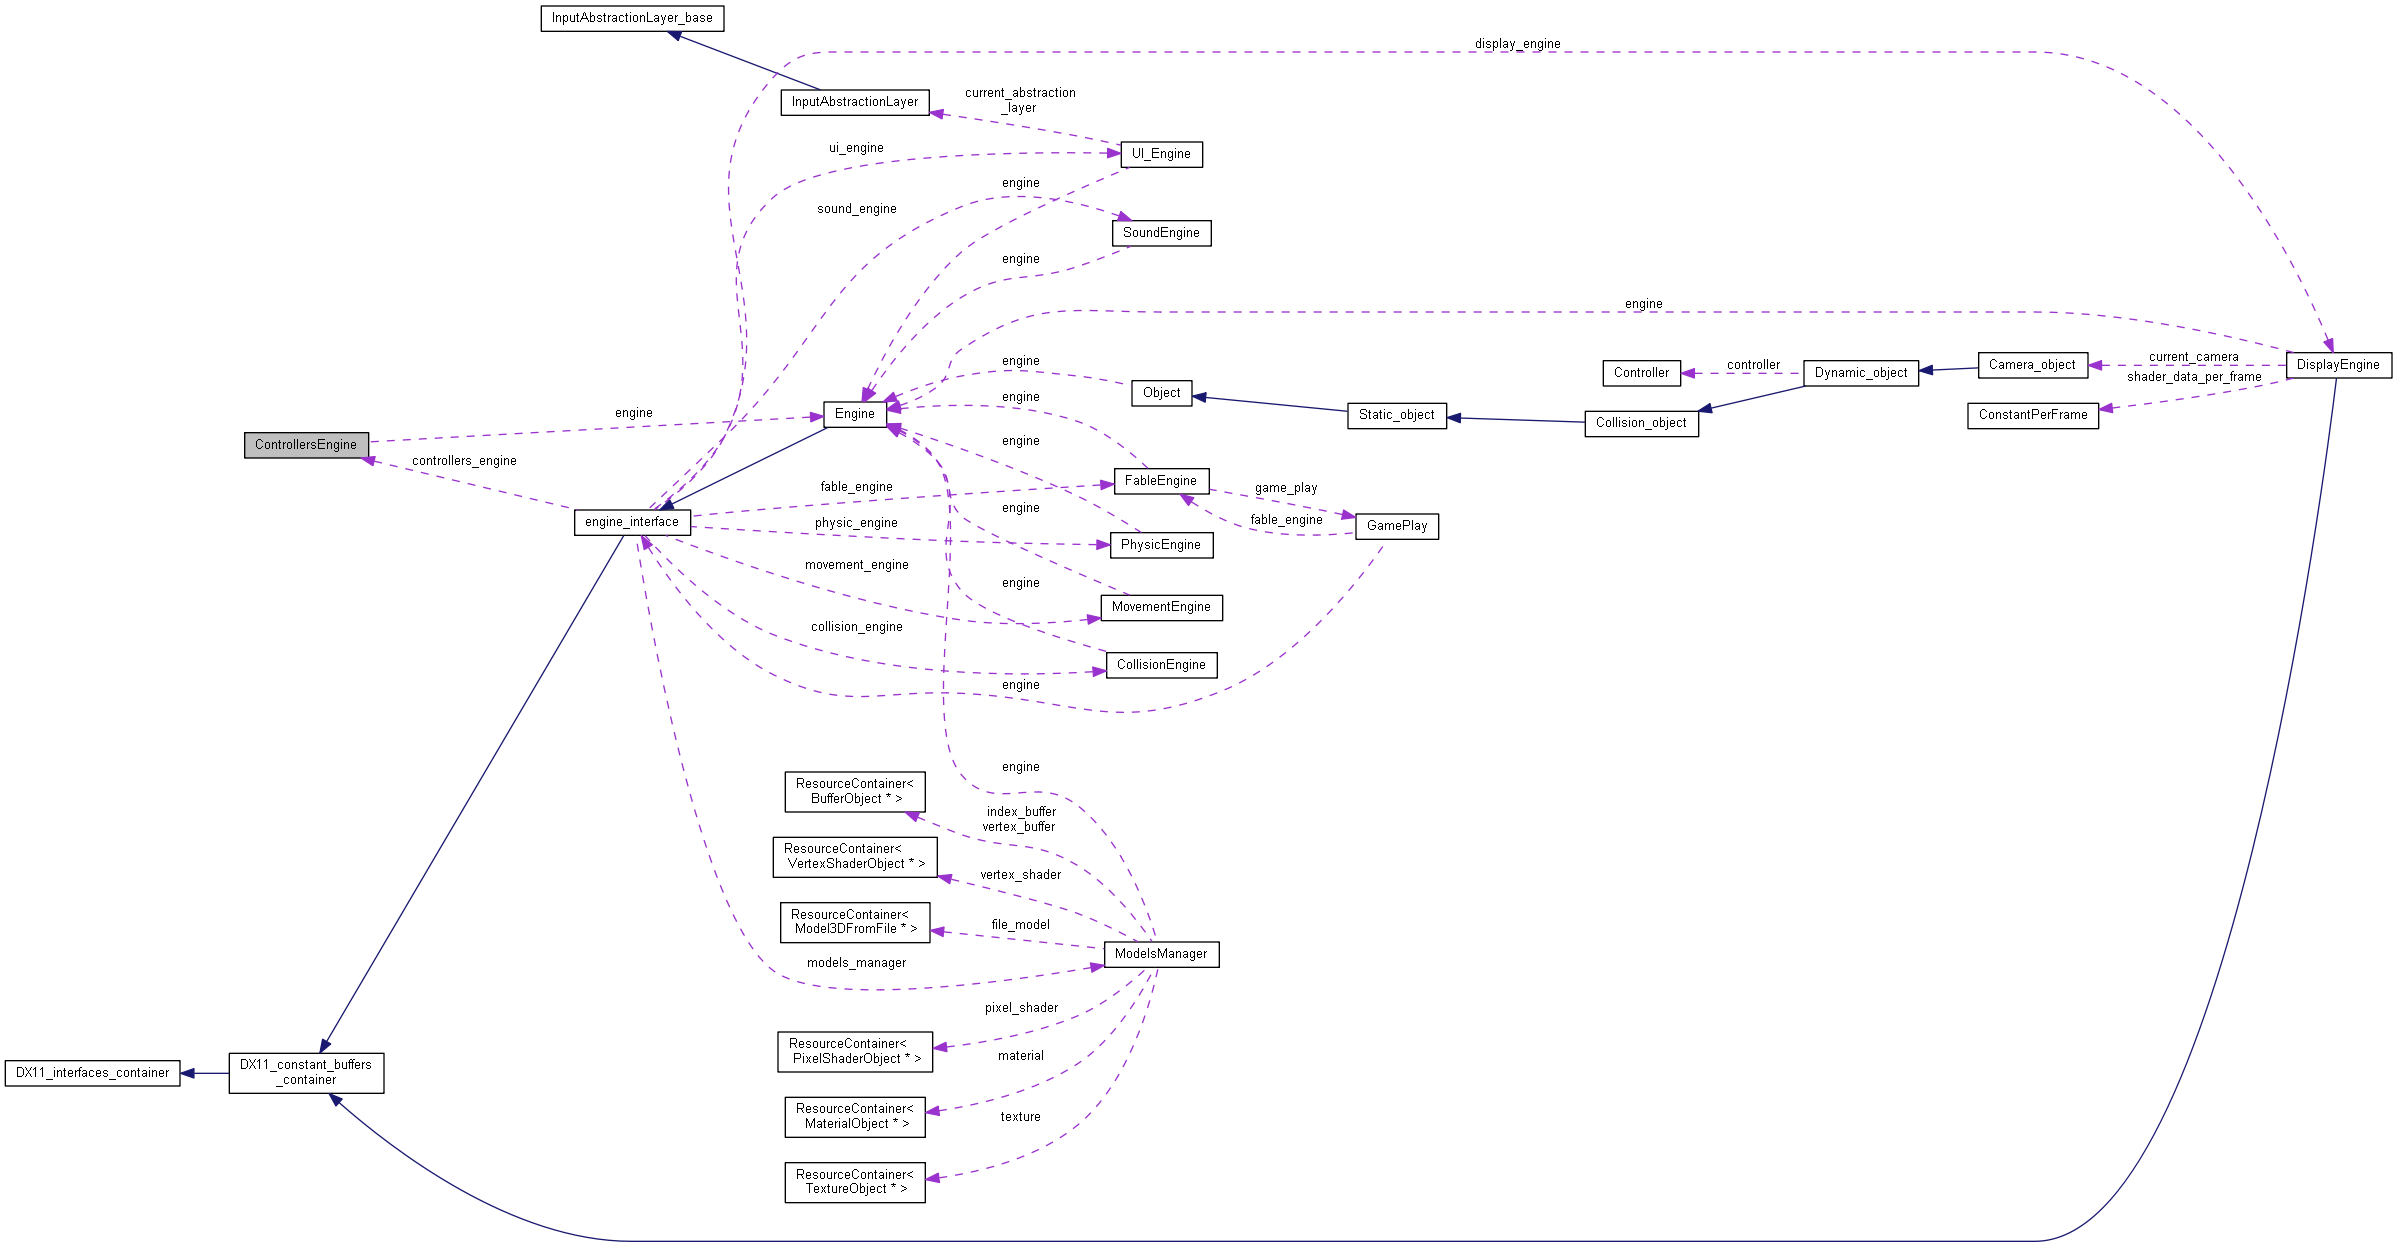 InputAbstractionLayer_base
display_engine
current_abstraction
_layer
InputAbstractionLayer
ui_engine
UI_Engine
engine
sound_engine
SoundEngine
engine
engine
engine
current_camera
controller
Camera_object
DisplayEngine
Controller
Dynamic_object
shader_data_per_frame
Object
engine
engine
Engine
Static_object
ConstantPerFrame
Collision_object
ControllersEngine
engine
controllers_engine
FableEngine
fable_engine
game_play
engine
engine_interface
physic_engine
fable_engine
GamePlay
PhysicEngine
movement_engine
engine
MovementEngine
collision_engine
CollisionEngine
engine
engine
ResourceContainer<
BufferObject * >
index_buffer
vertex_buffer
ResourceContainer<
VertexShaderObject * >
vertex_shader
ResourceContainer<
Model3DFromFile * >
file_model
ModelsManager
models_manager
pixel_shader
ResourceContainer<
PixelShaderObject * >
material
DX11_interfaces_container
DX11_constant_buffers
_container
ResourceContainer<
MaterialObject * >
texture
ResourceContainer<
TextureObject * >